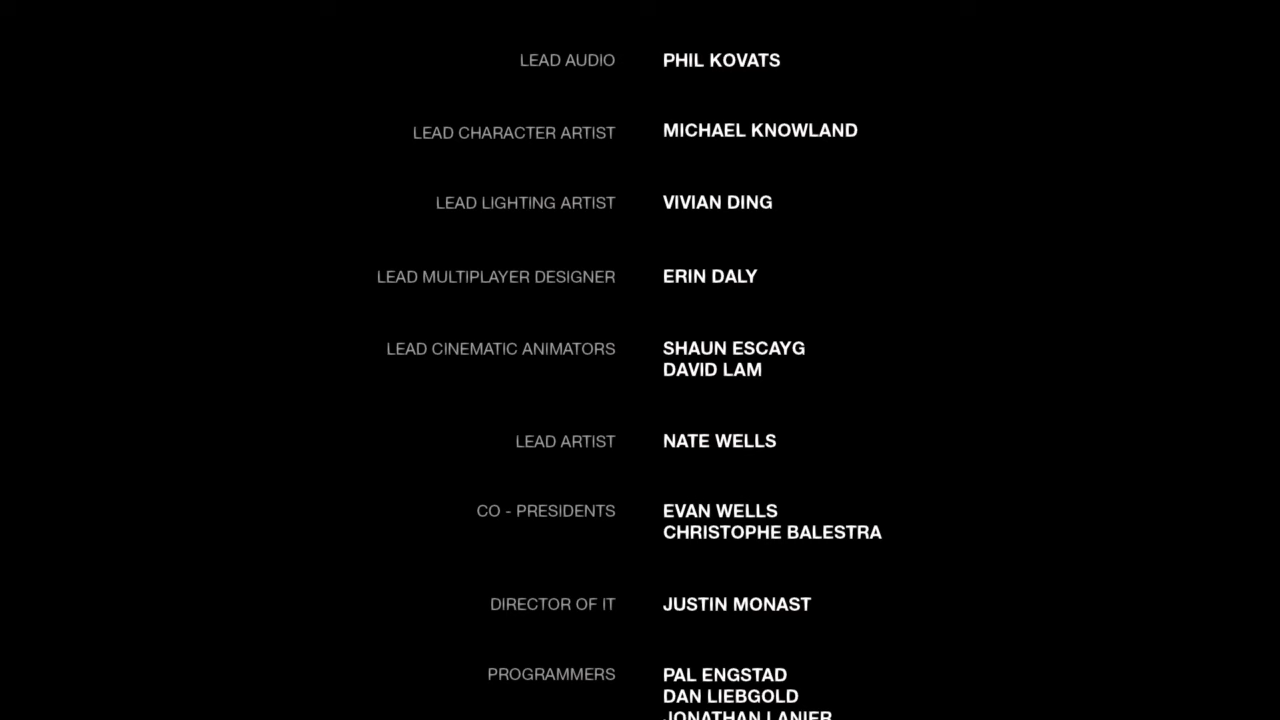 LEAD AUDIO PHIL KOVATS
LEAD CHARACTER ARTIST MICHAEL KNOWLAND
LEAD LIGHTING ARTIST VIVIAN DING
LEAD MULTIPLAYER DESIGNER ERIN DALY
LEAD CINEMATIC ANIMATORS SHAUN ESCAYG
DAVID LAM
LEAD ARTIST NATE WELLS
CO - PRESIDENTS EVAN WELLS
CHRISTOPHE BALESTRA
DIRECTOR OF IT JUSTIN MONAST
PROGRAMMERS PAL ENGSTAD
DAN LIEBGOLD
JONATHAN LANIER